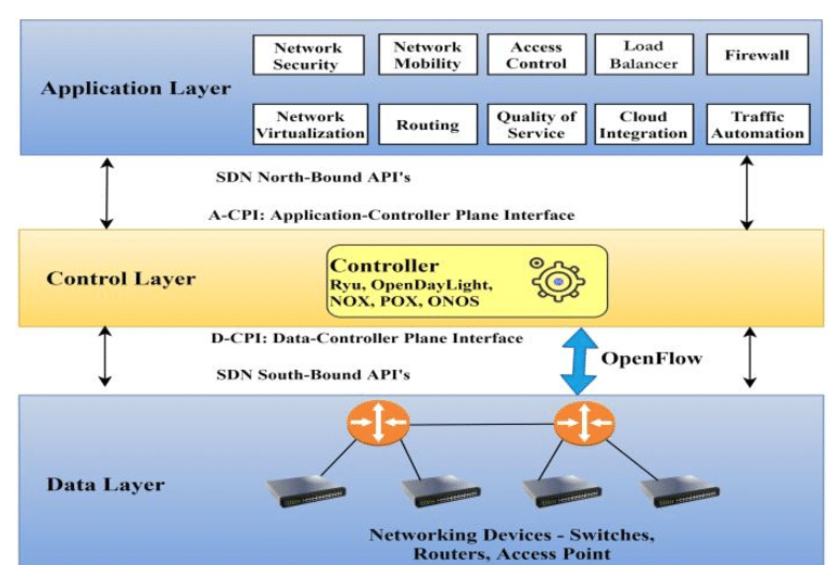 Application Layer
Network
Security
Network
Mobility
Access
Control
Load
Balancer
Firewall
Network
Virtualization
Routing
Quality of
Service
Cloud
Integration
Traffic
Automation
SDN North-Bound API's
A-CPI: Application-Controller Plane Interface
Control Layer
Controller
Ryu, OpenDayLight,
NOX, POX, ONOS
D-CPI: Data-Controller Plane Interface
OpenFlow
SDN South-Bound API's
Data Layer
Networking Devices - Switches,
Routers, Access Point